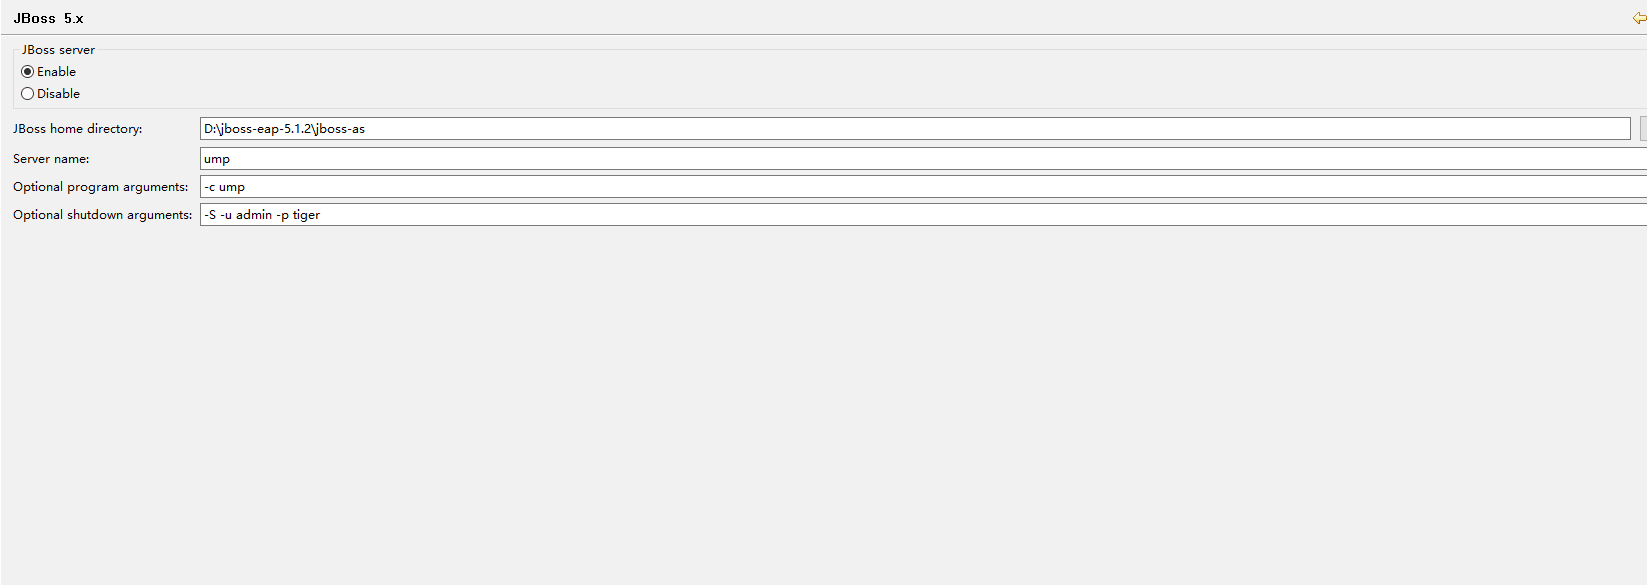 JBoss 5.x
JBoss server
Enable
Disable
JBoss home directory: D:\jboss-eap-5.1.2\jboss-as
Server name: ump
Optional program arguments: -c ump
Optional shutdown arguments: -S -u admin -p tiger